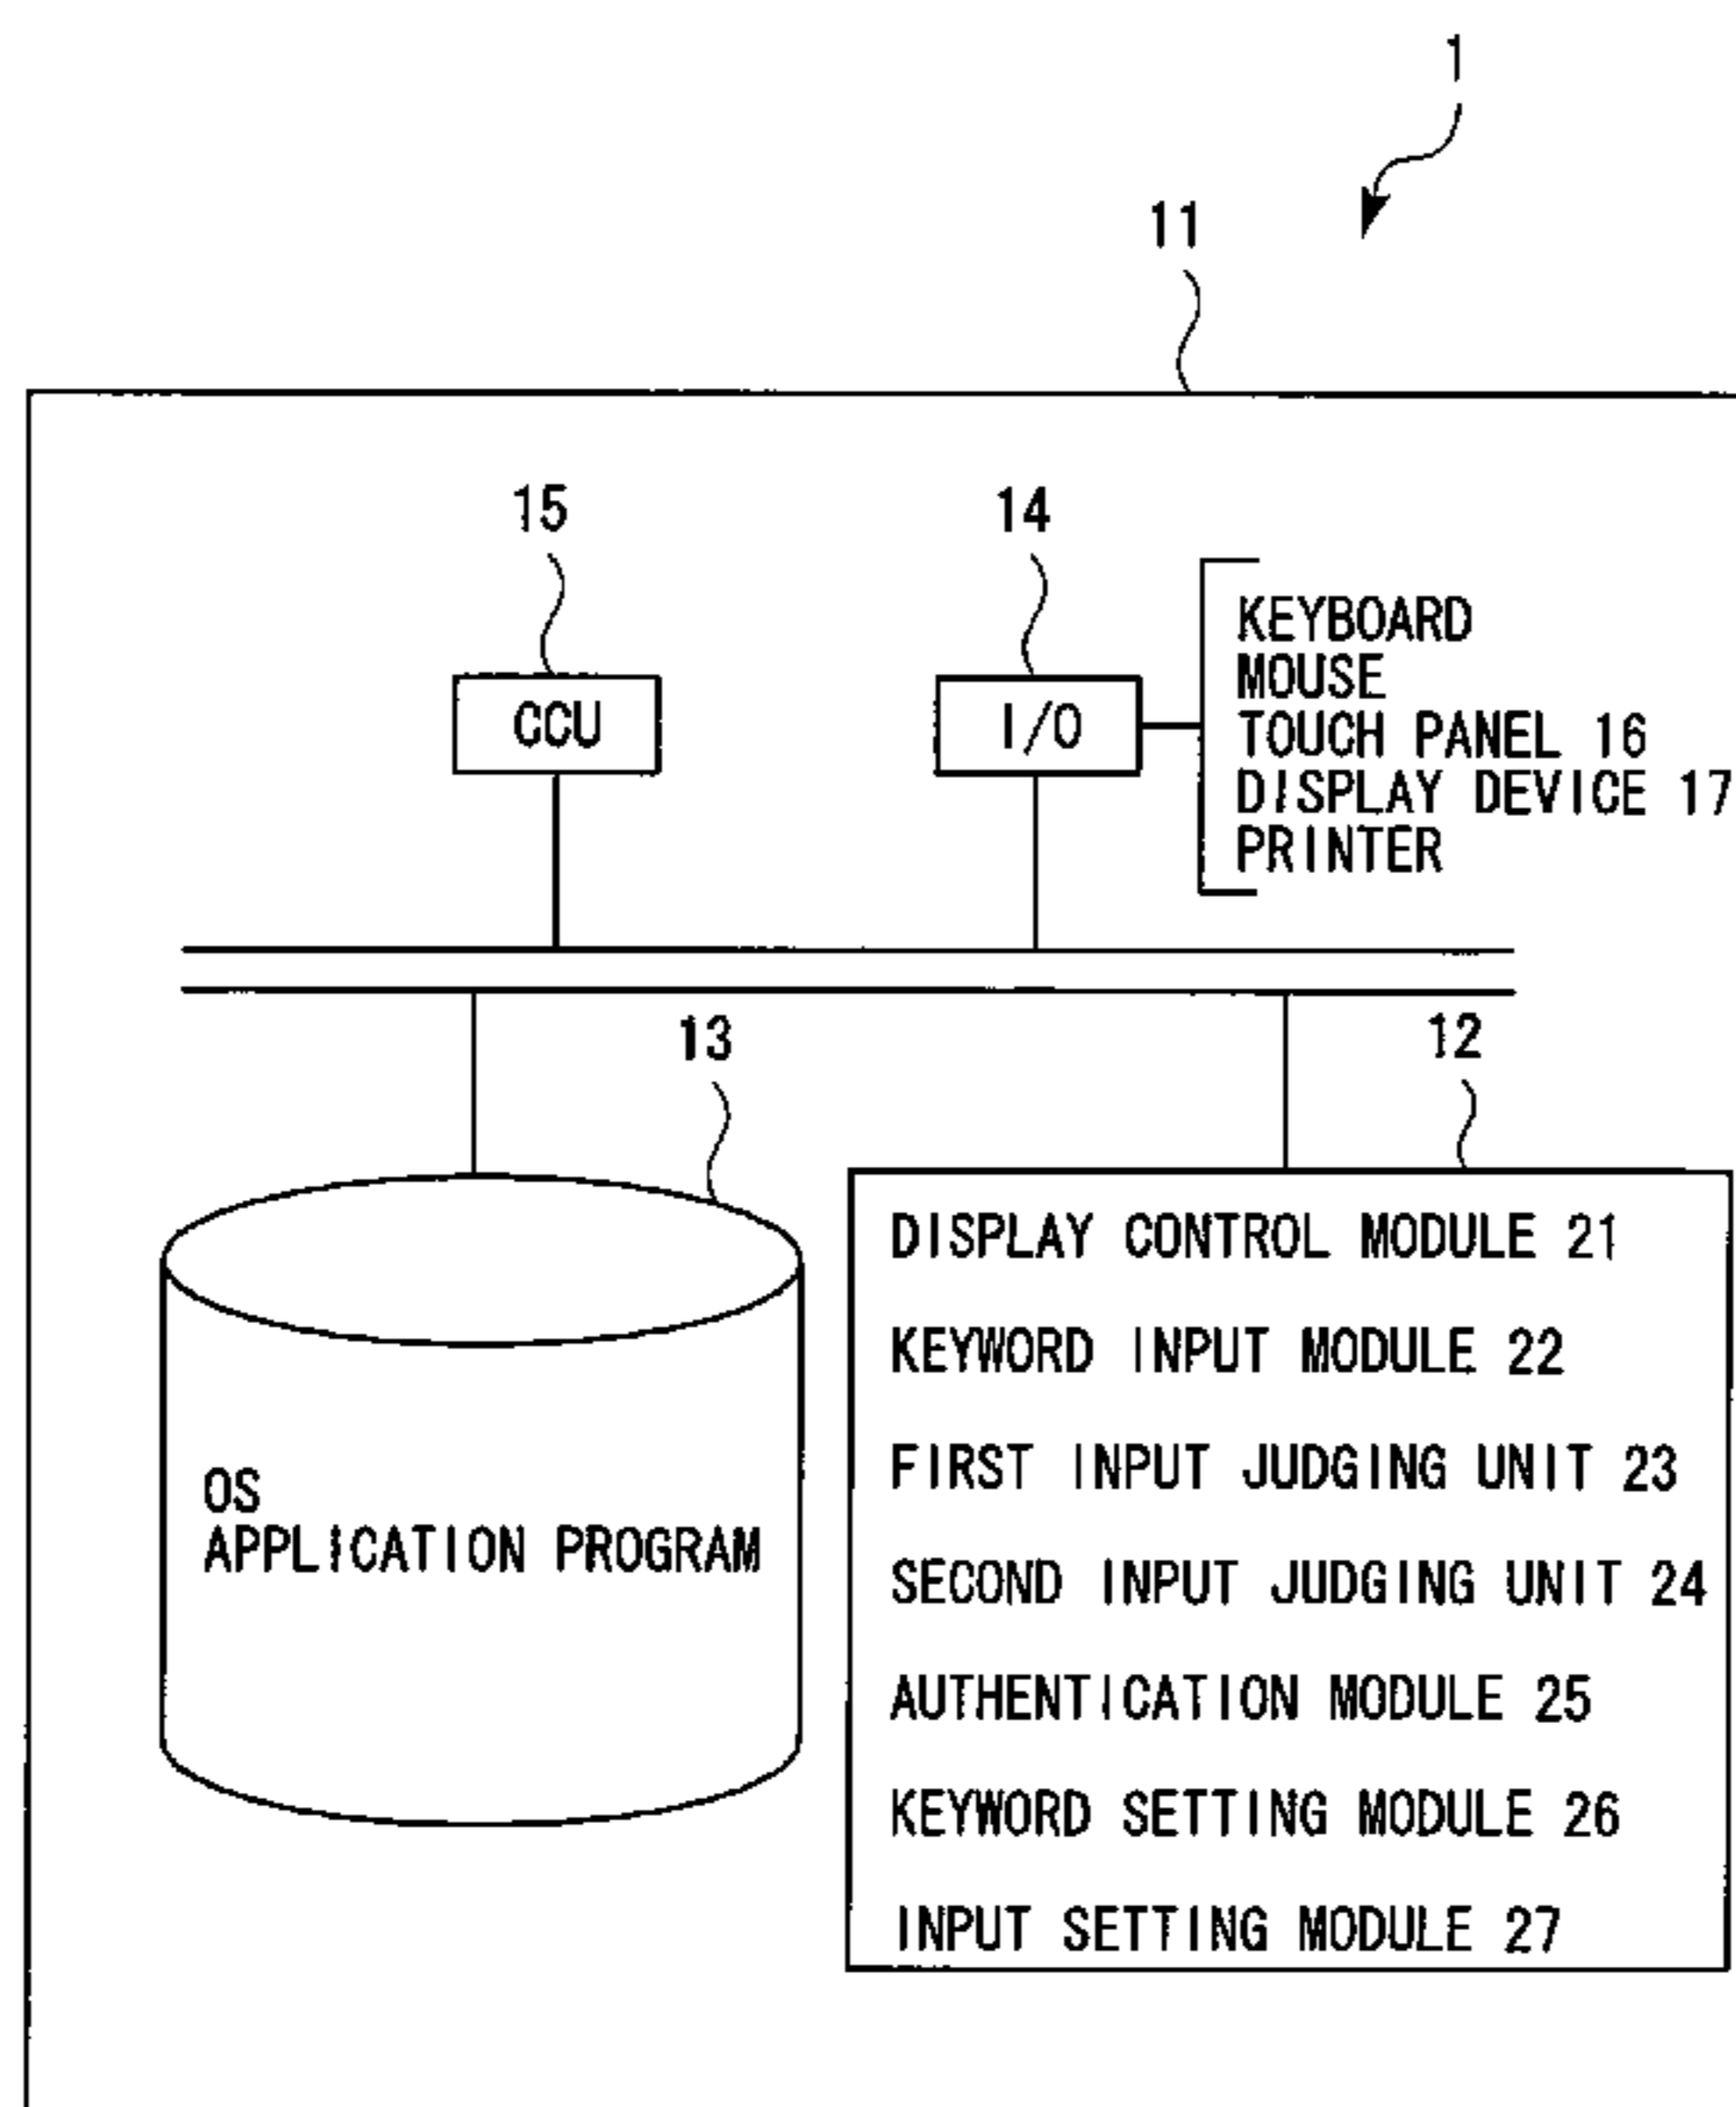 1
11
15
14
CCU
I/O
KEYBOARD
MOUSE
TOUCH PANEL 16
DISPLAY DEVICE 17
PRINTER
13
12
OS
APPLICATION PROGRAM
DISPLAY CONTROL MODULE 21
KEYWORD INPUT MODULE 22
FIRST INPUT JUDGING UNIT 23
SECOND INPUT JUDGING UNIT 24
AUTHENTICATION MODULE 25
KEYWORD SETTING MODULE 26
INPUT SETTING MODULE 27